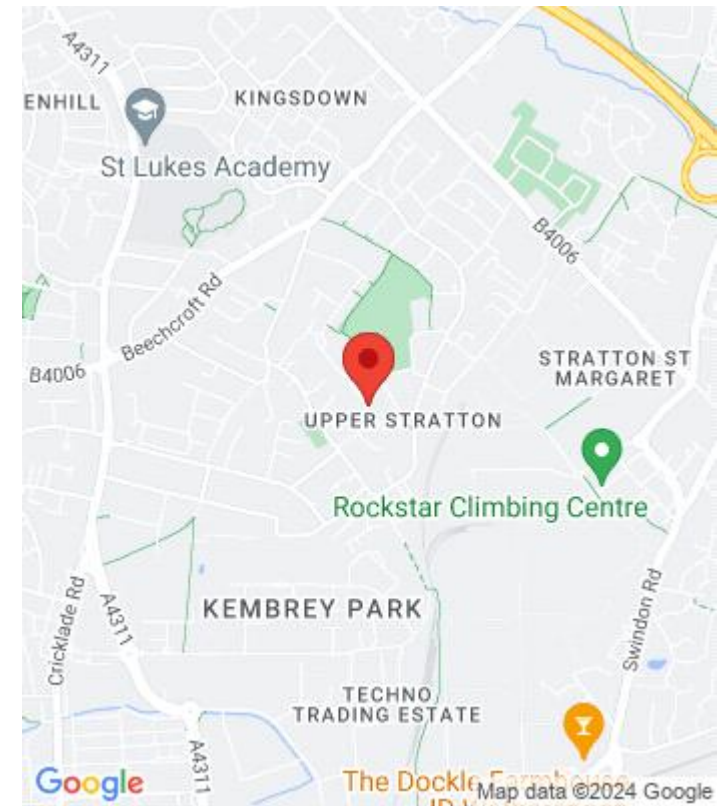 A4311
ENHILL
KINGSDOWN
St Lukes Academy
B4006
Beechcroft Rd
B4006
STRATTON ST
MARGARET
UPPER STRATTON
Rockstar Climbing Centre
Cricklade Rd
A4311
KEMBREY PARK
Swindon Rd
TECHNO
TRADING ESTATE
A4311
Google
The Dockle Farmhouse
Map data ©2024 Google